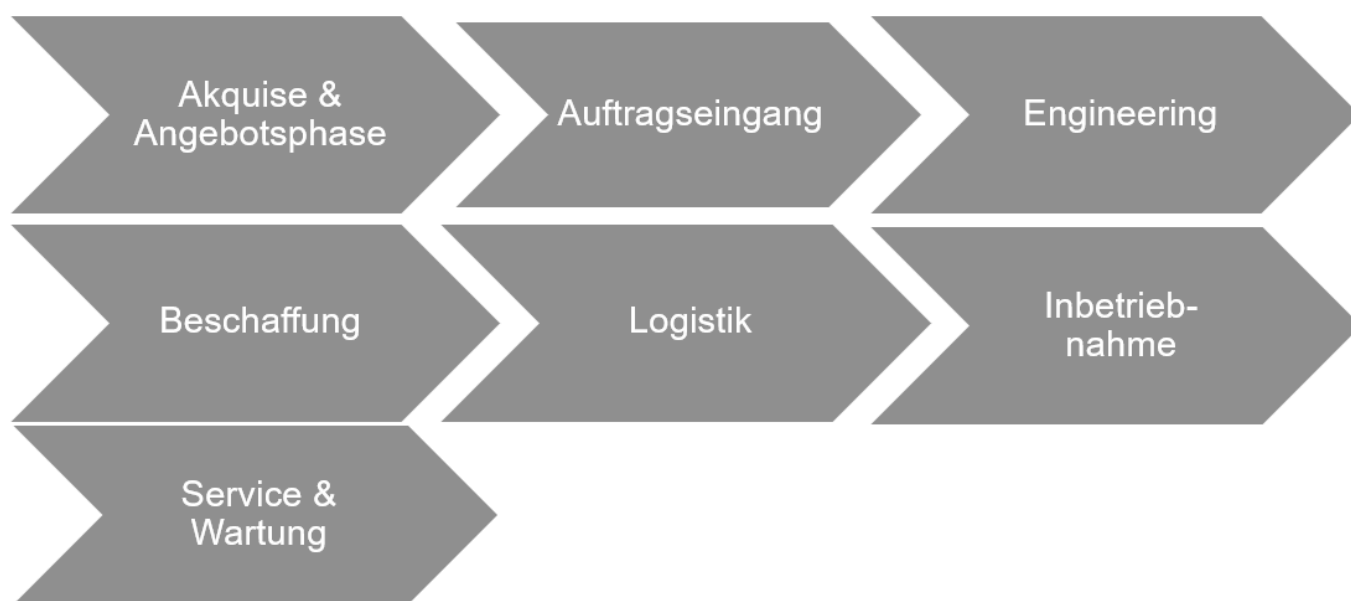 Akquise &
Angebotsphase
Auftragseingang
Engineering
Beschaffung
Logistik
Inbetrieb-
nahme
Service &
Wartung